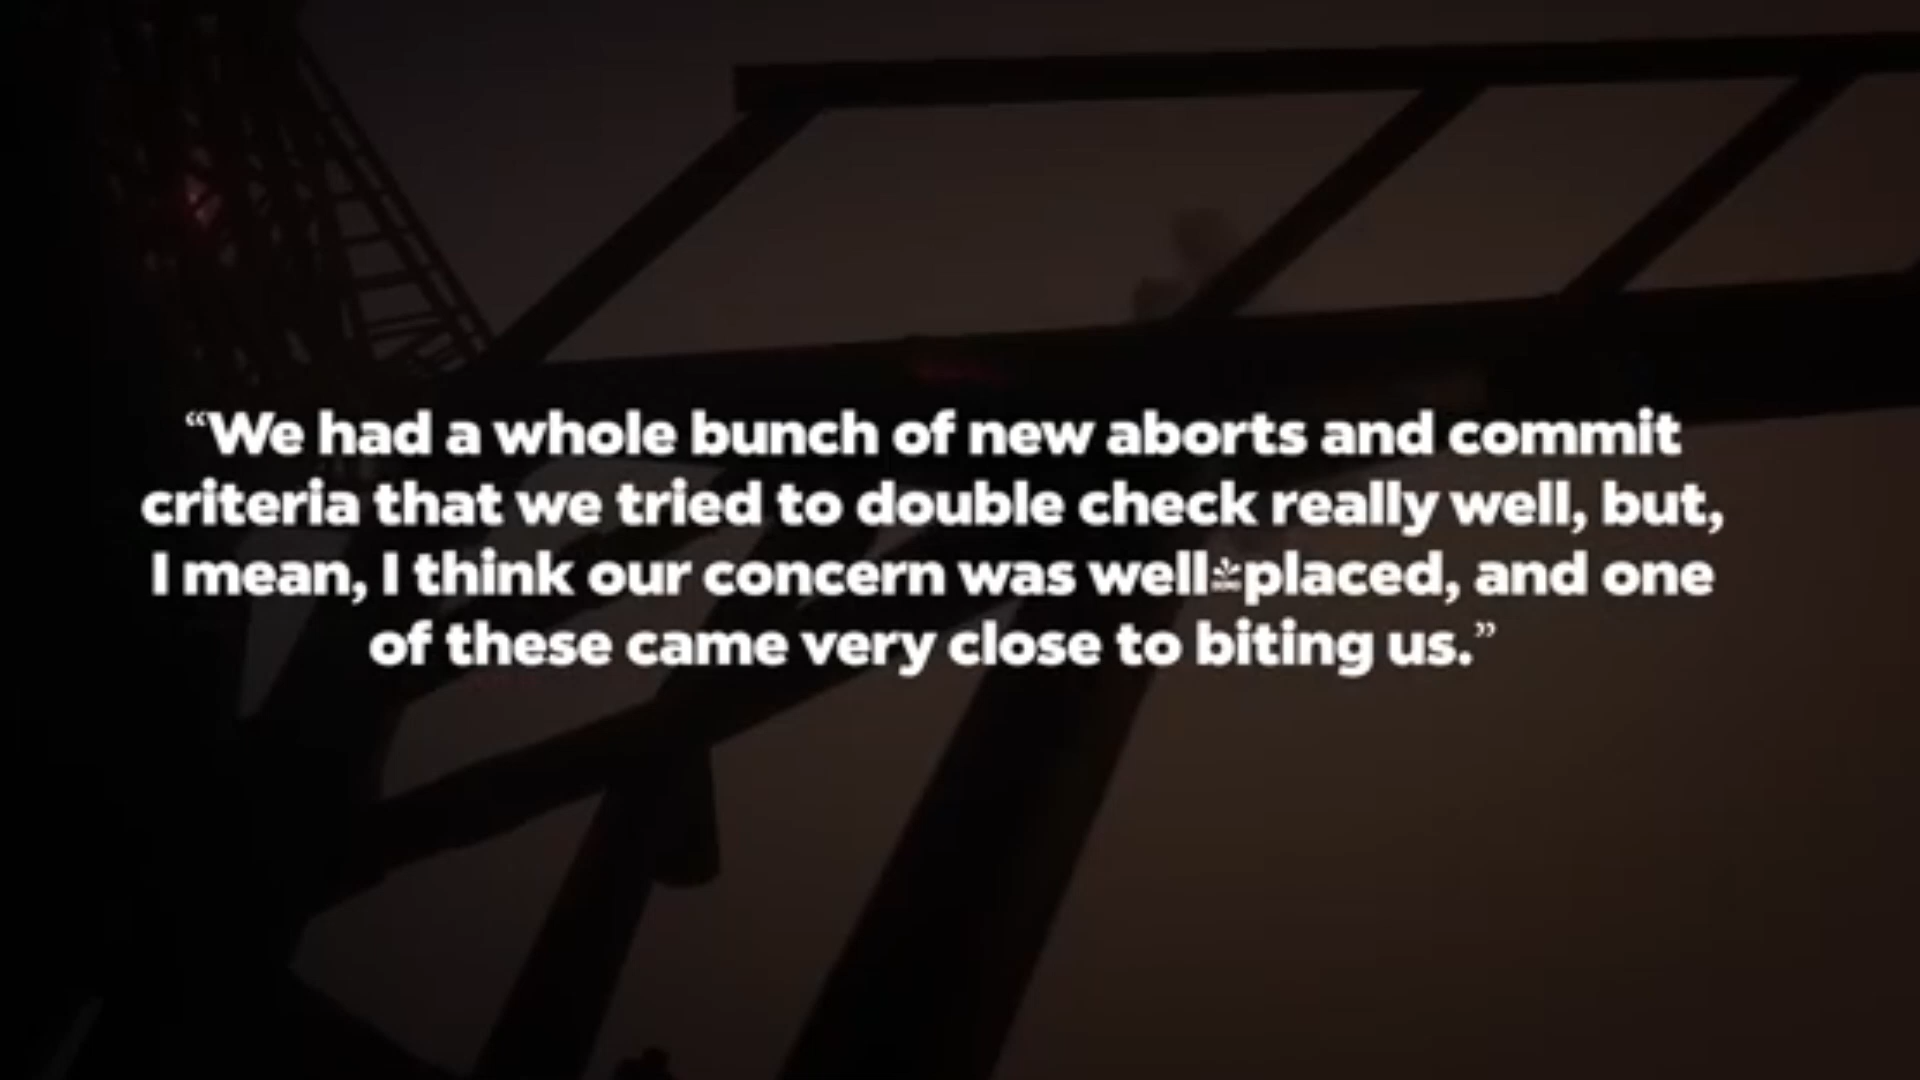 “We had a whole bunch of new aborts and commit
criteria that we tried to double check really well, but,
I mean, I think our concern was well-placed, and one
of these came very close to biting us.”